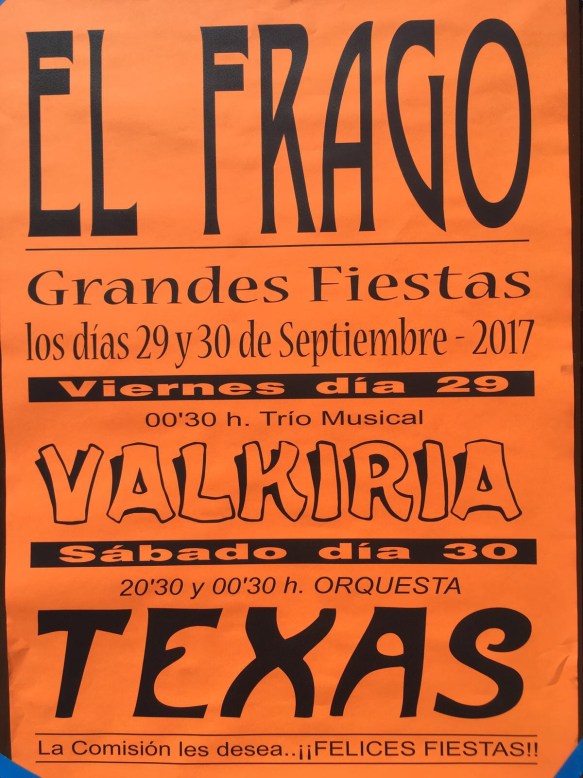 EL FRAGO
Grandes Fiestas
los días 29 y 30 de Septiembre - 2017
Viernes día 29
00'30 h. Trío Musical
VALKIRIA
Sábado día 30
20'30 y 00'30 h. ORQUESTA
TEXAS
La Comisión les desea..¡¡FELICES FIESTAS!!